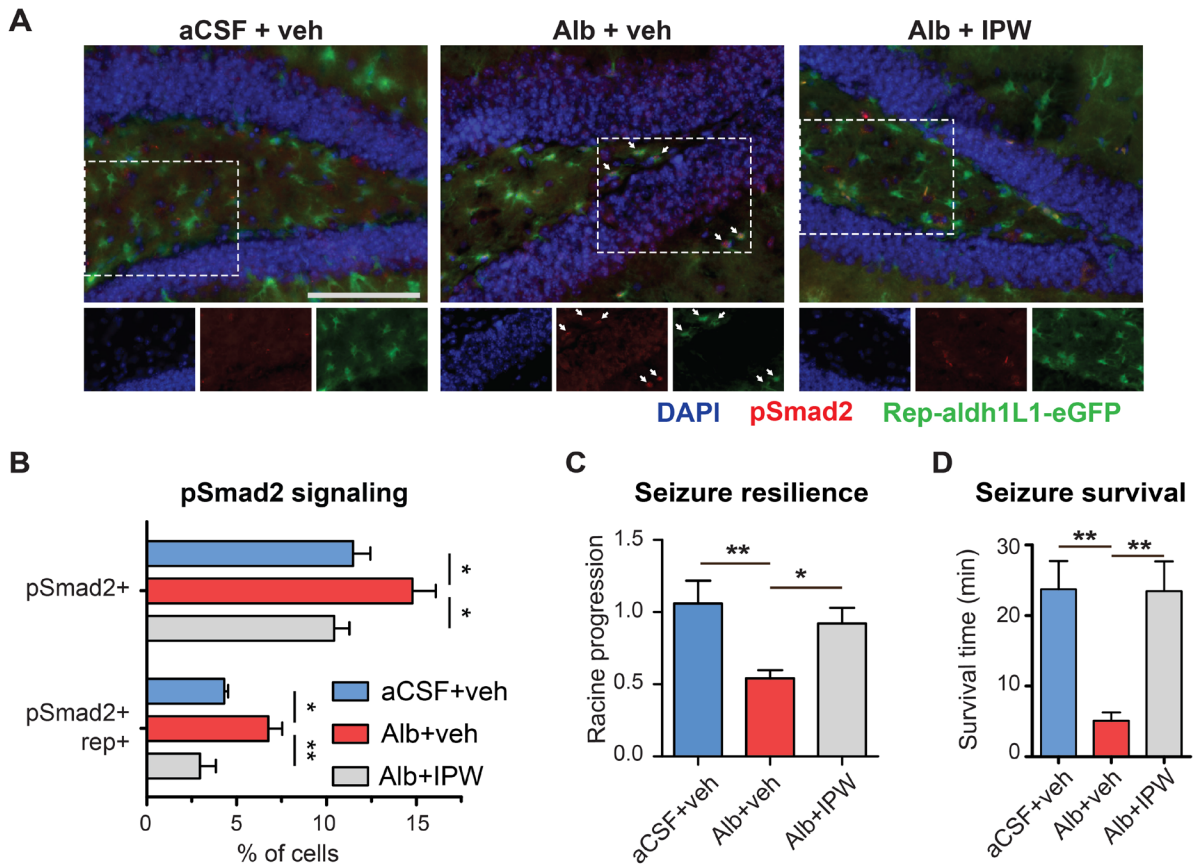 A
aCSF + veh
Alb + veh
Alb + IPW
DAPI pSmad2 Rep-aldh1L1-eGFP
B
pSmad2 signaling
pSmad2+
pSmad2+
rep+
*
*
*
**
aCSF+veh
Alb+veh
Alb+IPW
0 5 10 15
% of cells
C
Seizure resilience
Racine progression
1.5
1.0
0.5
0.0
**
*
aCSF+veh
Alb+veh
Alb+IPW
D
Seizure survival
Survival time (min)
30
20
10
0
**
**
aCSF+veh
Alb+veh
Alb+IPW